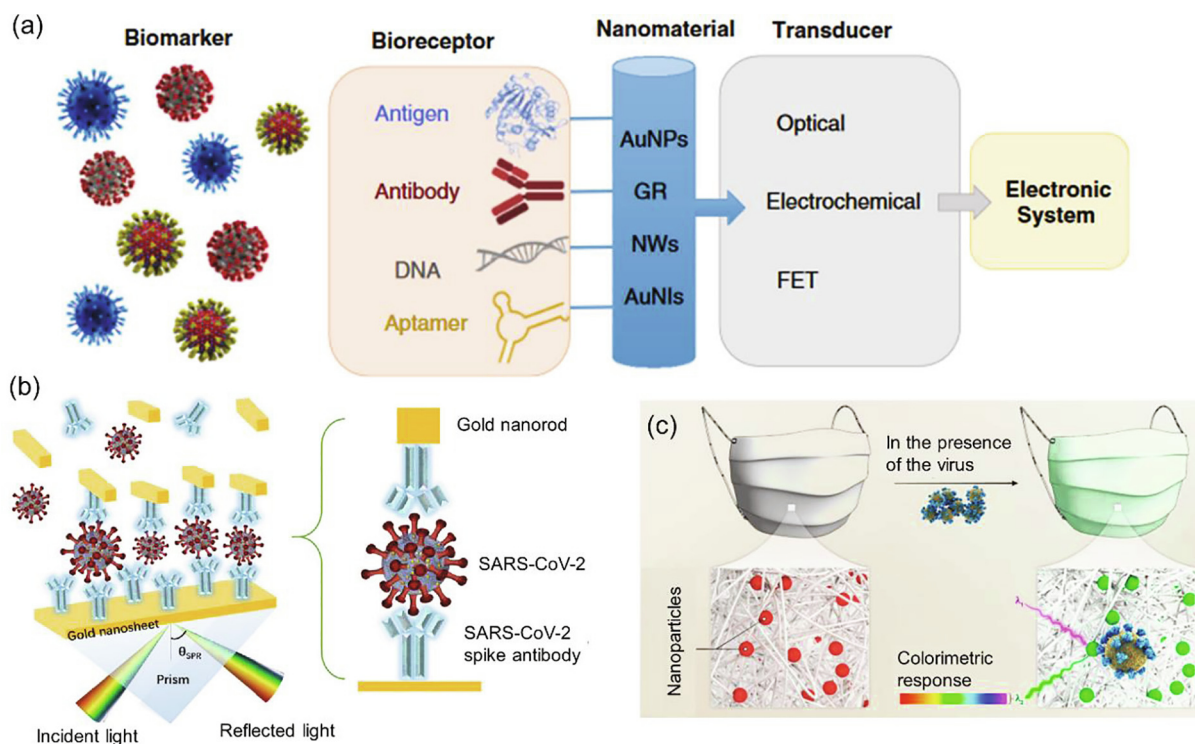 (a)
Biomarker
Bioreceptor
Nanomaterial
Transducer
Antigen
Antibody
DNA
Aptamer
AuNPs
GR
NWs
AuNIs
Optical
Electrochemical
FET
Electronic
System
(b)
Gold nanosheet
θSPR
Prism
Incident light
Reflected light
Gold nanorod
SARS-CoV-2
SARS-CoV-2
spike antibody
(c)
In the presence
of the virus
Nanoparticles
Colorimetric
response
λ1
λ2